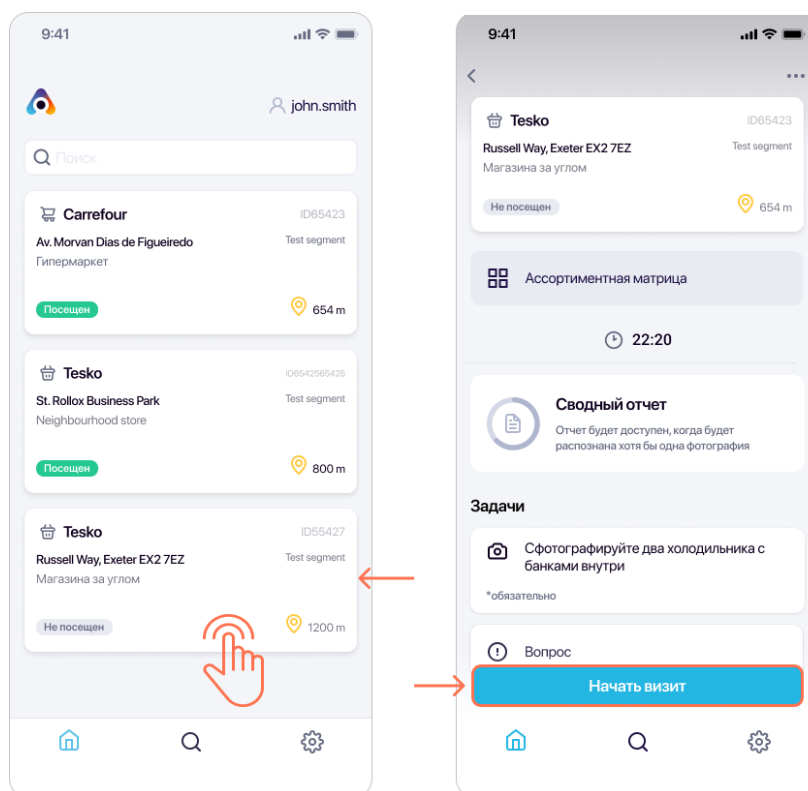 9:41
john.smith
Поиск
Carrefour
ID65423
Av. Morvan Dias de Figueiredo
Test segment
Гипермаркет
Посещен
654 m
Tesko
ID6542565425
St. Rollox Business Park
Test segment
Neighbourhood store
Посещен
800 m
Tesko
ID55427
Russell Way, Exeter EX2 7EZ
Test segment
Магазина за углом
Не посещен
1200 m
9:41
Tesko
ID65423
Russell Way, Exeter EX2 7EZ
Test segment
Магазина за углом
Не посещен
654 m
Ассортиментная матрица
22:20
Сводный отчет
Отчет будет доступен, когда будет
распознана хотя бы одна фотография
Задачи
Сфотографируйте два холодильника с
банками внутри
*обязательно
Вопрос
Начать визит